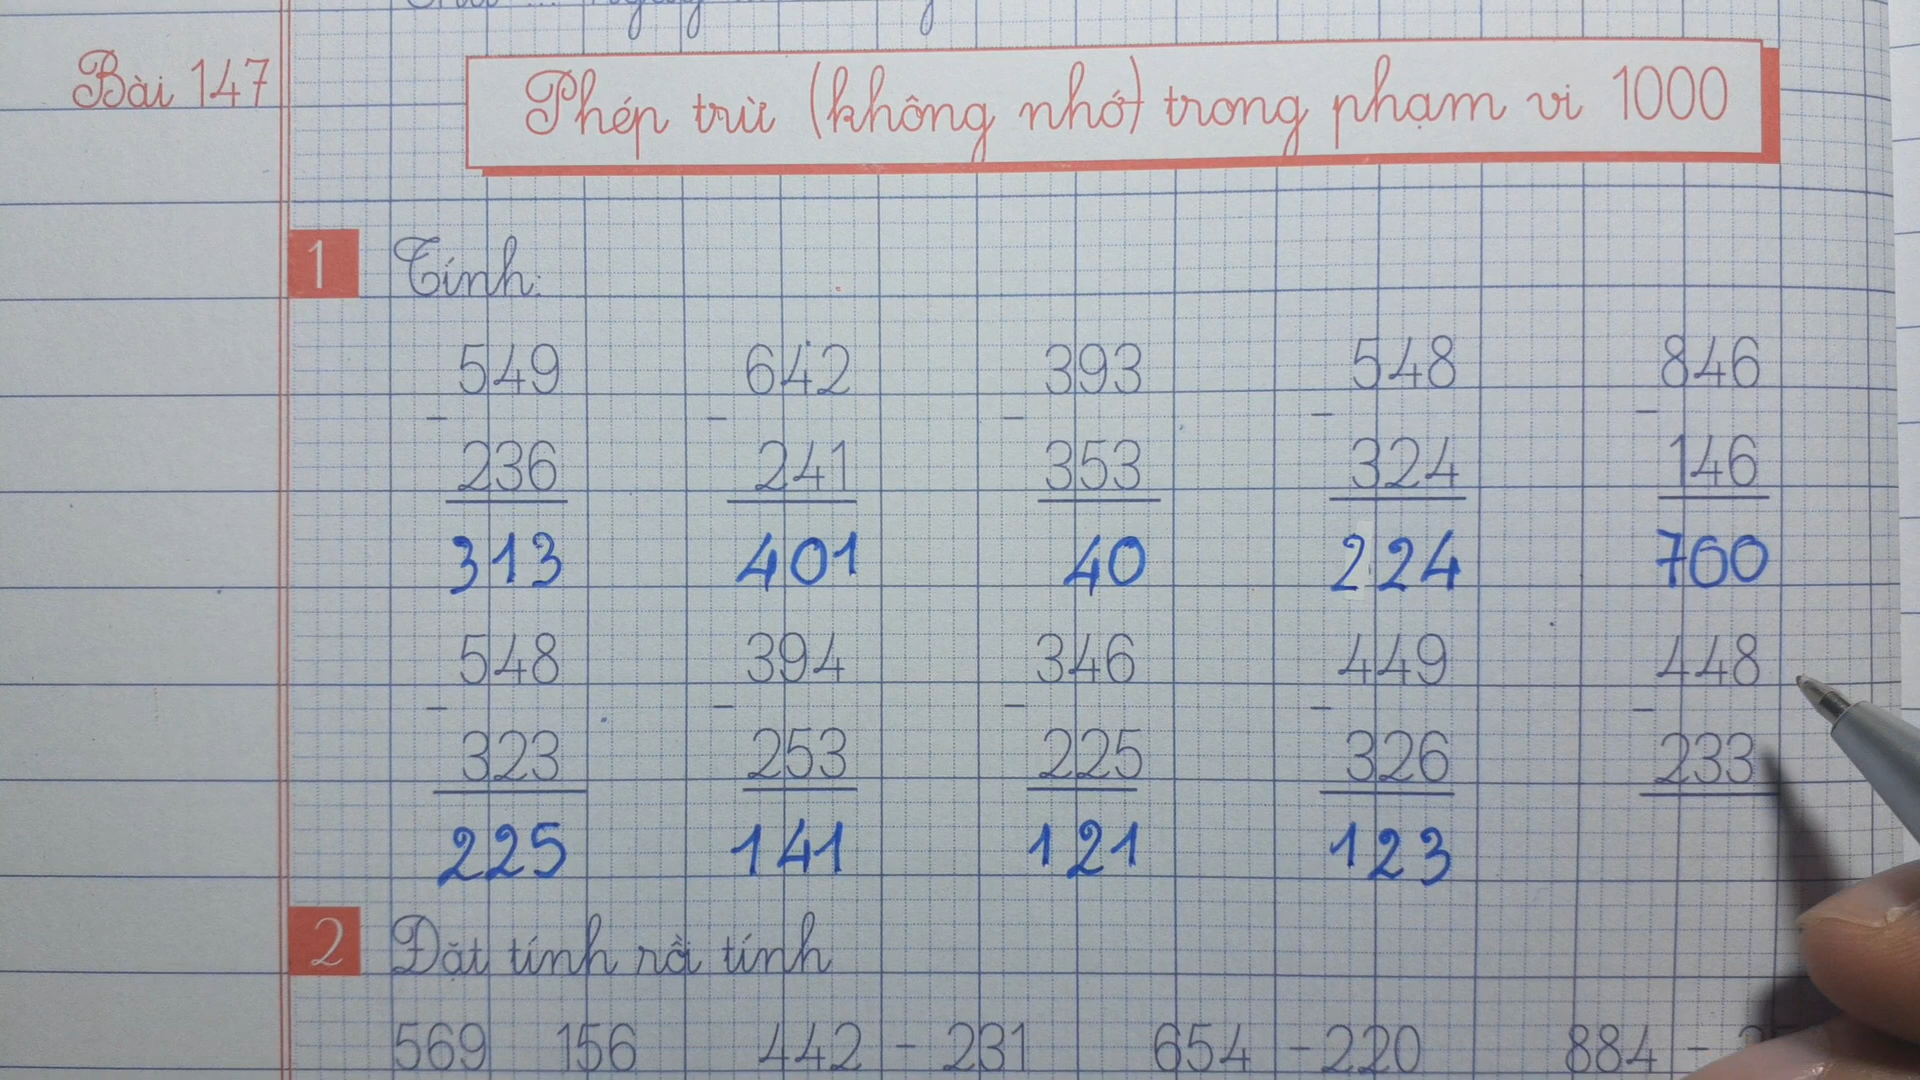 Bài 147
Phép trừ (không nhớ) trong phạm vi 1000
1 Tính:
549 642 393 548 846
- - - - -
236 241 353 324 146
313 401 40 224 700
548 394 346 449 448
- - - - -
323 253 225 326 233
225 141 121 123
2 Đặt tính rồi tính
569 156 442 - 231 654 - 220 884 -